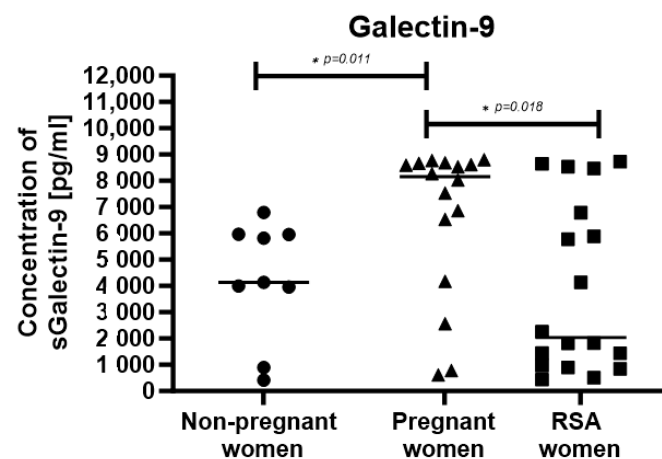 Galectin-9
* p=0.011
* p=0.018
Concentration of
sGalectin-9 [pg/ml]
12,000
11,000
10,000
9 000
8 000
7 000
6 000
5 000
4 000
3 000
2 000
1 000
0
Non-pregnant
women
Pregnant
women
RSA
women